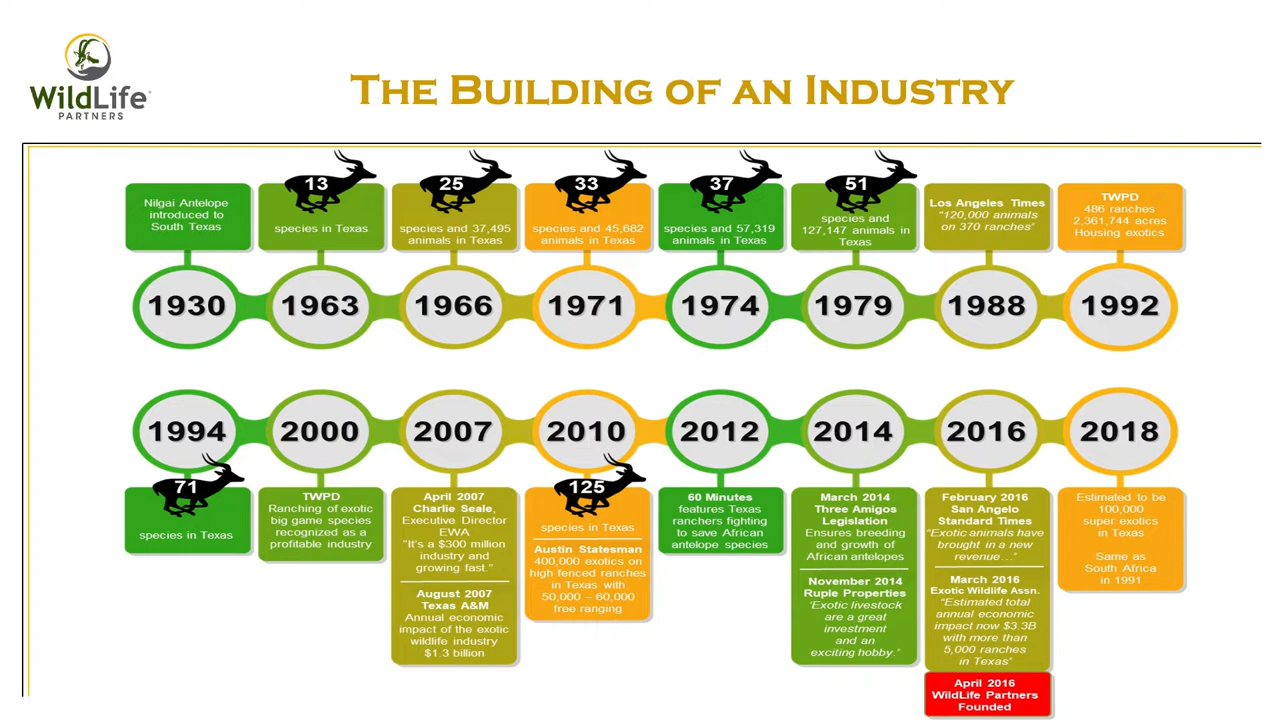 WildLife
PARTNERS
THE BUILDING OF AN INDUSTRY
Nilgai Antelope
introduced to
South Texas
1930
13
species in Texas
1963
25
species and 37,495
animals in Texas
1966
33
species and 45,682
animals in Texas
1971
37
species and 57,319
animals in Texas
1974
51
species and
127,147 animals in
Texas
1979
Los Angeles Times
“120,000 animals
on 370 ranches”
1988
TWPD
486 ranches
2,361,744 acres
Housing exotics
1992
1994
71
species in Texas
2000
TWPD
Ranching of exotic
big game species
recognized as a
profitable industry
2007
April 2007
Charlie Seale,
Executive Director
EWA
“It’s a $300 million
industry and
growing fast.”
August 2007
Texas A&M
Annual economic
impact of the exotic
wildlife industry
$1.3 billion
2010
125
species in Texas
Austin Statesman
400,000 exotics on
high fenced ranches
in Texas with
50,000 – 60,000
free ranging
2012
60 Minutes
features Texas
ranchers fighting
to save African
antelope species
2014
March 2014
Three Amigos
Legislation
Ensures breeding
and growth of
African antelopes
November 2014
Ruple Properties
‘Exotic livestock
are a great
investment
and an
exciting hobby.”
2016
February 2016
San Angelo
Standard Times
“Exotic animals have
brought in a new
revenue…”
March 2016
Exotic Wildlife Assn.
“Estimated total
annual economic
impact now $3.3B
with more than
5,000 ranches
in Texas”
April 2016
WildLife Partners
Founded
2018
Estimated to be
100,000
super exotics
in Texas
Same as
South Africa
in 1991